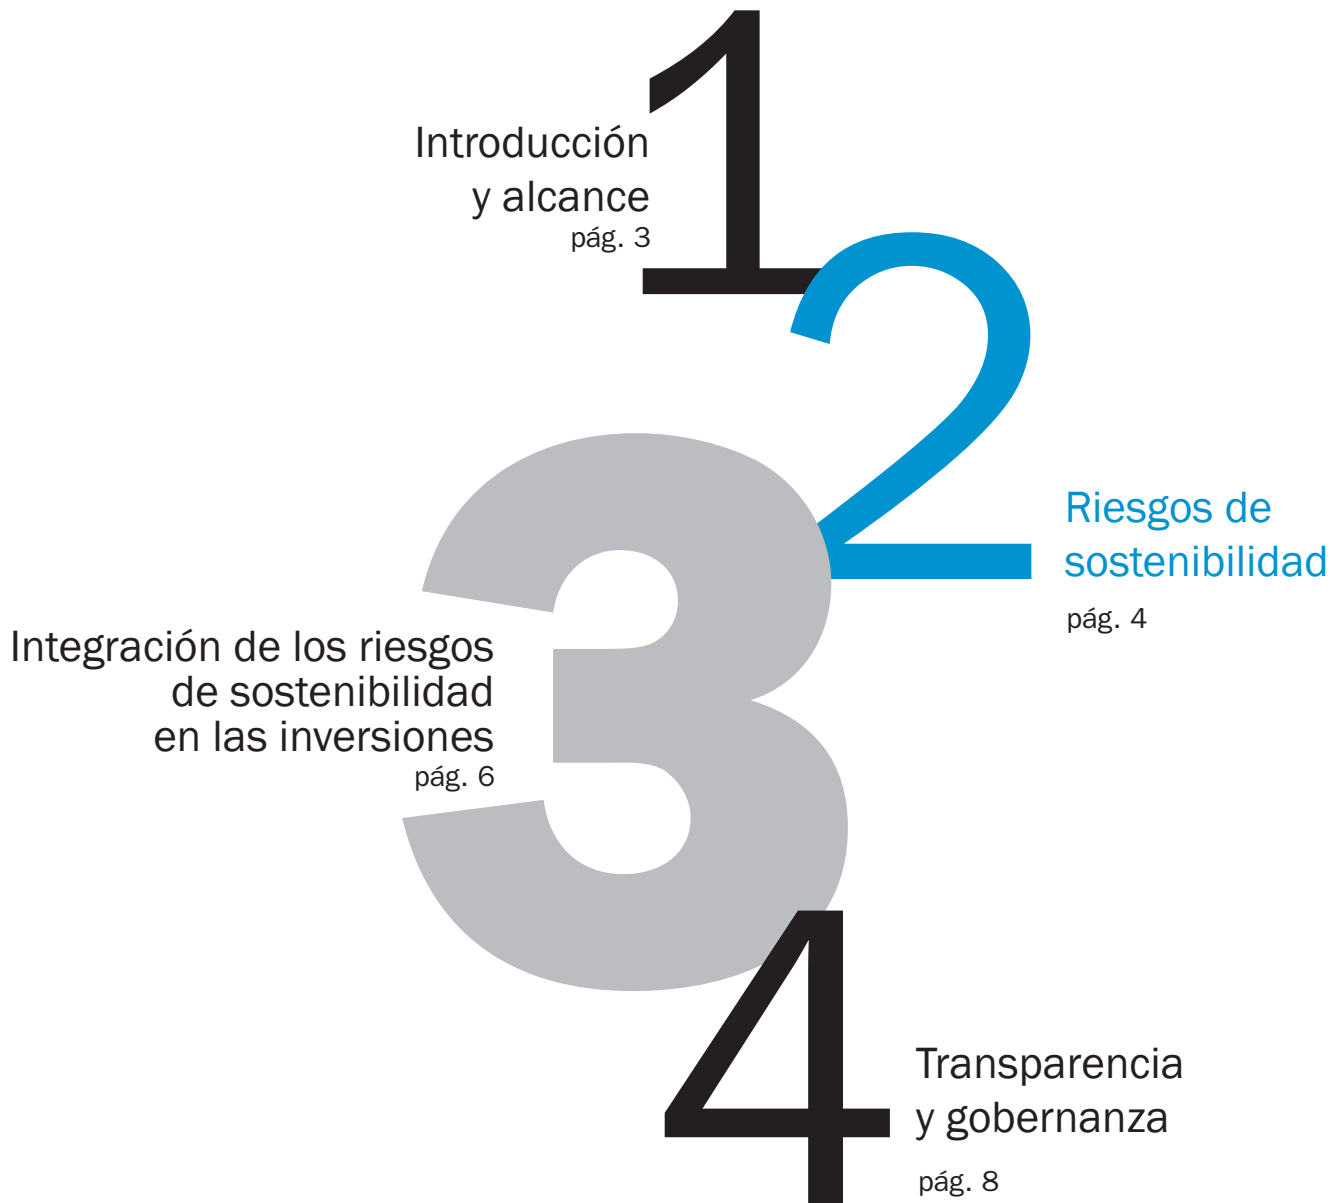 1
Introducción
y alcance
pág. 3
2
Riesgos de
sostenibilidad
pág. 4
3
Integración de los riesgos
de sostenibilidad
en las inversiones
pág. 6
4
Transparencia
y gobernanza
pág. 8